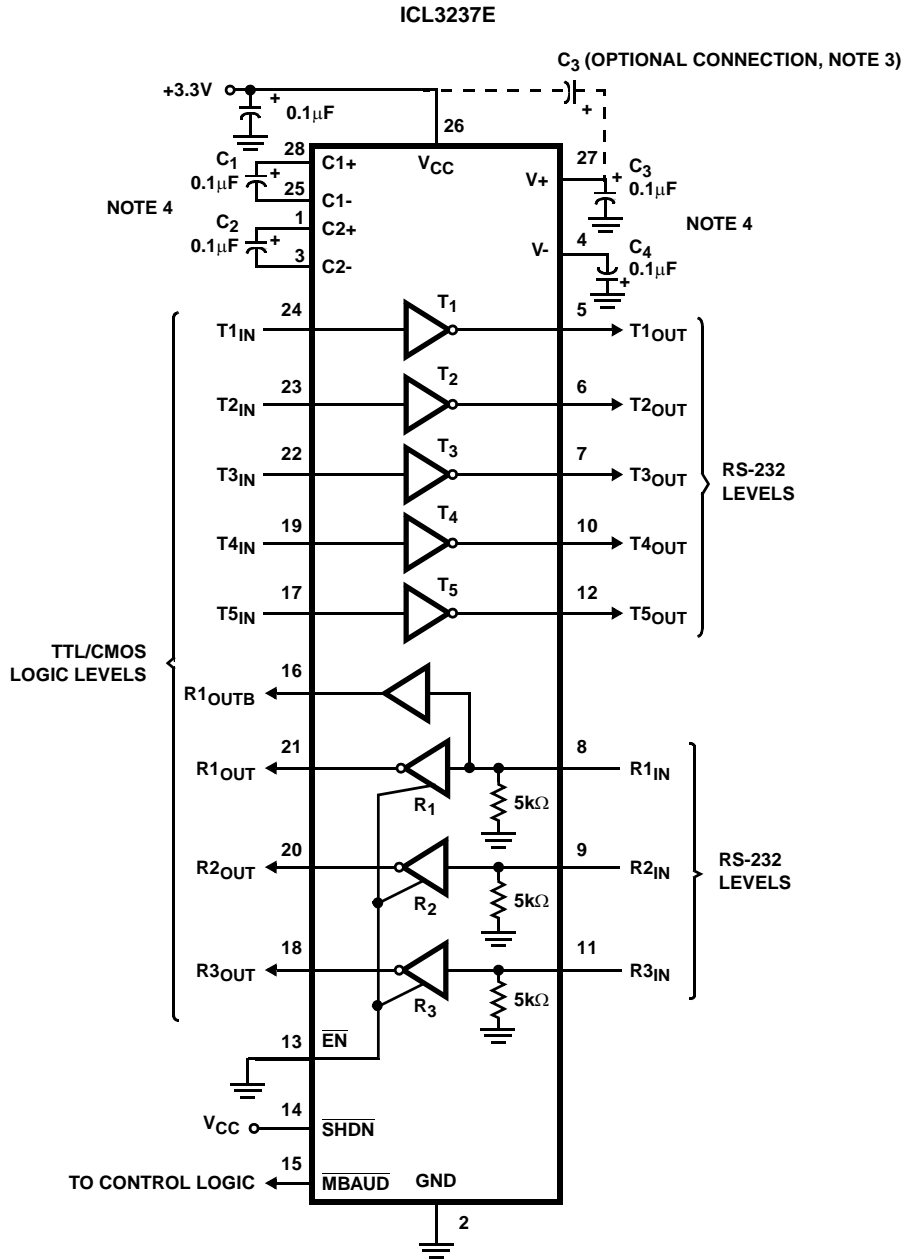 ICL3237E
C3 (OPTIONAL CONNECTION, NOTE 3)
+3.3V
+
0.1μF
+
26
28
C1
0.1μF
+
C1+
VCC
27
V+
+
C3
0.1μF
25
C1-
NOTE 4
NOTE 4
1
C2
0.1μF
+
C2+
3
C2-
4
V-
C4
0.1μF
+
24
T1IN
T1
5
T1OUT
23
T2IN
T2
6
T2OUT
22
T3IN
T3
7
T3OUT
RS-232
LEVELS
19
T4IN
T4
10
T4OUT
17
T5IN
T5
12
T5OUT
TTL/CMOS
LOGIC LEVELS
16
R1OUTB
21
R1OUT
R1
8
R1IN
5kΩ
20
R2OUT
R2
9
R2IN
5kΩ
RS-232
LEVELS
18
R3OUT
R3
11
R3IN
5kΩ
13
EN
14
VCC
SHDN
15
TO CONTROL LOGIC
MBAUD
GND
2